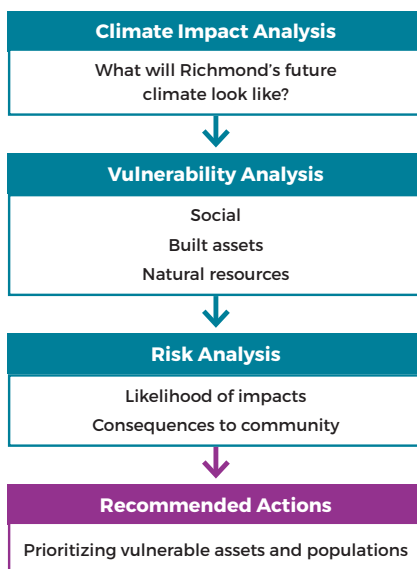 Climate Impact Analysis
What will Richmond’s future
climate look like?
Vulnerability Analysis
Social
Built assets
Natural resources
Risk Analysis
Likelihood of impacts
Consequences to community
Recommended Actions
Prioritizing vulnerable assets and populations